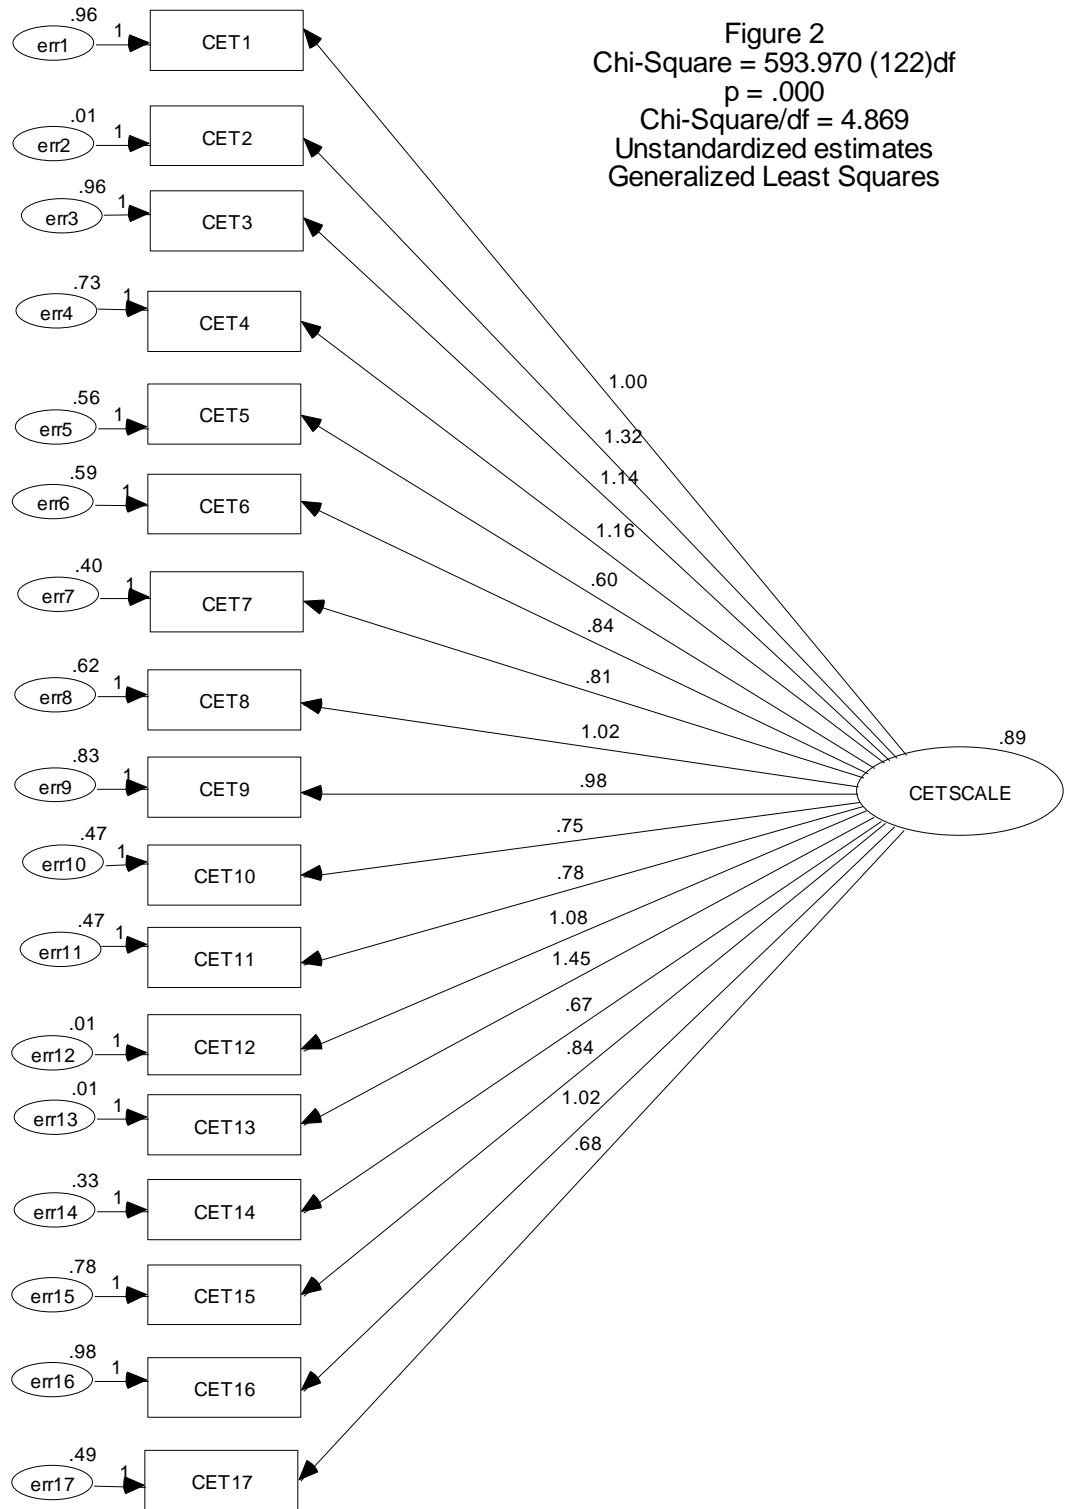 Figure 2
Chi-Square = 593.970 (122)df
p = .000
Chi-Square/df = 4.869
Unstandardized estimates
Generalized Least Squares
.96
err1 1 CET1
.01
err2 1 CET2
.96
err3 1 CET3
.73
err4 1 CET4
.56
err5 1 CET5
.59
err6 1 CET6
.40
err7 1 CET7
.62
err8 1 CET8
.83
err9 1 CET9
.47
err10 1 CET10
.47
err11 1 CET11
.01
err12 1 CET12
.01
err13 1 CET13
.33
err14 1 CET14
.78
err15 1 CET15
.98
err16 1 CET16
.49
err17 1 CET17
1.00
1.32
1.14
1.16
.60
.84
.81
1.02
.98
.75
.78
1.08
1.45
.67
.84
1.02
.68
.89
CETSCALE